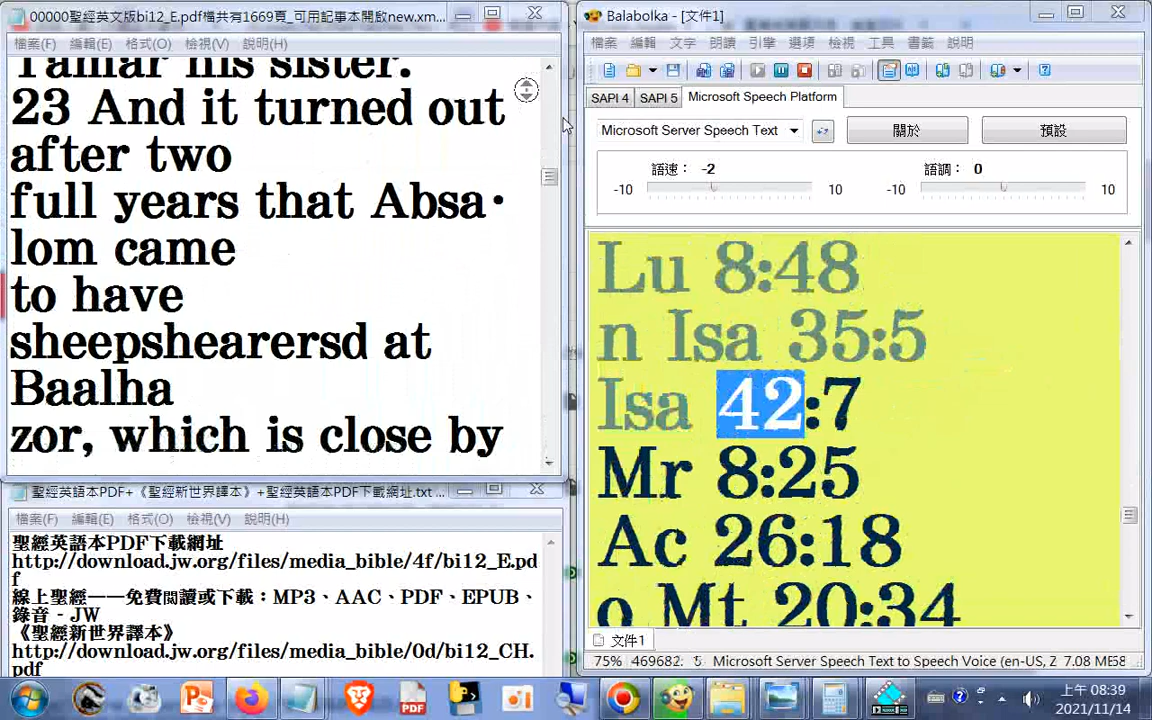 00000聖經英文版bi12_E.pdf檔共有1669頁_可用記事本開啟new.xm...
檔案(F) 編輯(E) 格式(O) 檢視(V) 說明(H)
Tamar his sister.
23 And it turned out
after two
full years that Absa·
lom came
to have
sheepshearersd at
Baalha
zor, which is close by
聖經英語本PDF+《聖經新世界譯本》+聖經英語本PDF下載網址.txt ...
檔案(F) 編輯(E) 格式(O) 檢視(V) 說明(H)
聖經英語本PDF下載網址
http://download.jw.org/files/media_bible/4f/bi12_E.pd
f
線上聖經——免費閱讀或下載：MP3、AAC、PDF、EPUB、
錄音 - JW
《聖經新世界譯本》
http://download.jw.org/files/media_bible/0d/bi12_CH.
pdf
Balabolka - [文件1]
檔案 編輯 文字 朗讀 引擎 選項 檢視 工具 書籤 說明
SAPI 4 SAPI 5 Microsoft Speech Platform
Microsoft Server Speech Text 關於 預設
語速： -2 語調： 0
-10 10 -10 10
Lu 8:48
n Isa 35:5
Isa 42:7
Mr 8:25
Ac 26:18
o Mt 20:34
文件1
75% 469682: Microsoft Server Speech Text to Speech Voice (en-US, Z 7.08 ME58
PDF
上午 08:39
2021/11/14